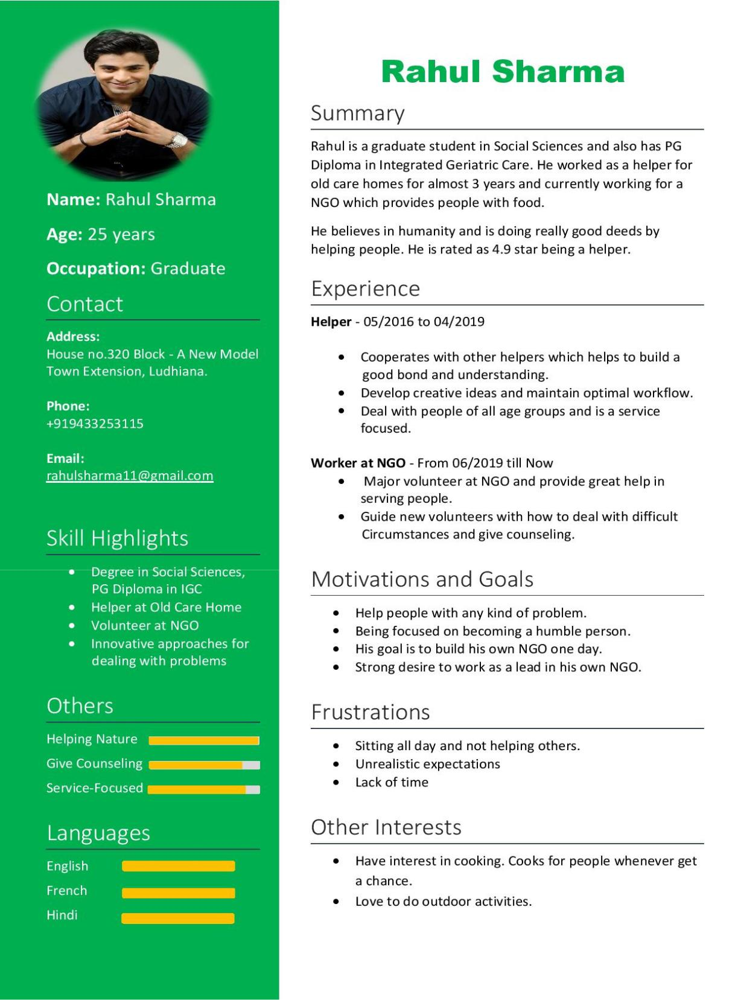 Name: Rahul Sharma
Age: 25 years
Occupation: Graduate
Contact
Address:
House no.320 Block - A New Model
Town Extension, Ludhiana.
Phone:
+919433253115
Email:
rahulsharma11@gmail.com
Skill Highlights
• Degree in Social Sciences,
PG Diploma in IGC
• Helper at Old Care Home
• Volunteer at NGO
• Innovative approaches for
dealing with problems
Others
Helping Nature
Give Counseling
Service-Focused
Languages
English
French
Hindi
Rahul Sharma
Summary
Rahul is a graduate student in Social Sciences and also has PG
Diploma in Integrated Geriatric Care. He worked as a helper for
old care homes for almost 3 years and currently working for a
NGO which provides people with food.
He believes in humanity and is doing really good deeds by
helping people. He is rated as 4.9 star being a helper.
Experience
Helper - 05/2016 to 04/2019
• Cooperates with other helpers which helps to build a
good bond and understanding.
• Develop creative ideas and maintain optimal workflow.
• Deal with people of all age groups and is a service
focused.
Worker at NGO - From 06/2019 till Now
• Major volunteer at NGO and provide great help in
serving people.
• Guide new volunteers with how to deal with difficult
Circumstances and give counseling.
Motivations and Goals
• Help people with any kind of problem.
• Being focused on becoming a humble person.
• His goal is to build his own NGO one day.
• Strong desire to work as a lead in his own NGO.
Frustrations
• Sitting all day and not helping others.
• Unrealistic expectations
• Lack of time
Other Interests
• Have interest in cooking. Cooks for people whenever get
a chance.
• Love to do outdoor activities.